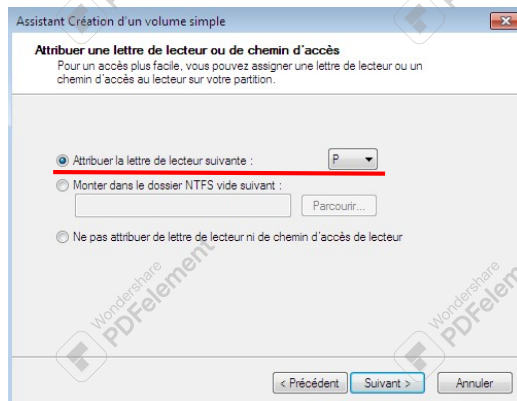 Assistant Création d'un volume simple
Attribuer une lettre de lecteur ou de chemin d'accès
Pour un accès plus facile, vous pouvez assigner une lettre de lecteur ou un
chemin d'accès au lecteur sur votre partition.
Attribuer la lettre de lecteur suivante : P
Monter dans le dossier NTFS vide suivant :
Parcourir...
Ne pas attribuer de lettre de lecteur ni de chemin d'accès de lecteur
Wondershare
PDFelement
Wondershare
PDFelem
< Précédent Suivant > Annuler